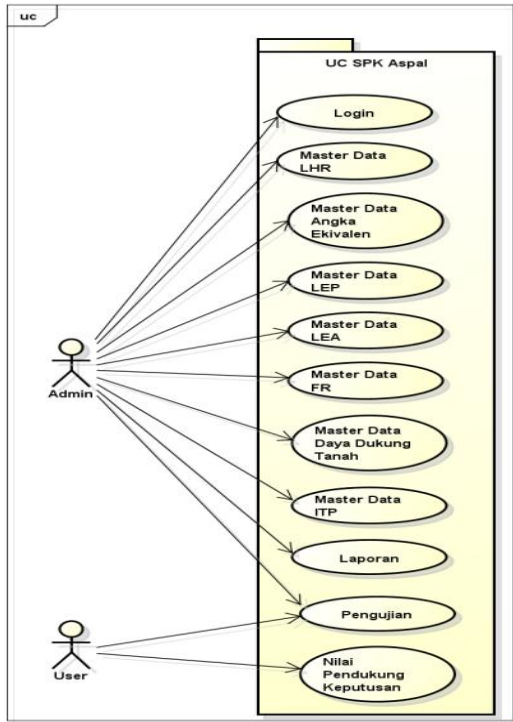 uc
UC SPK Aspal
Login
Master Data
LHR
Master Data
Angka
Ekivalen
Master Data
LEP
Master Data
LEA
Master Data
FR
Master Data
Daya Dukung
Tanah
Master Data
ITP
Laporan
Pengujian
Nilai
Pendukung
Keputusan
Admin
User